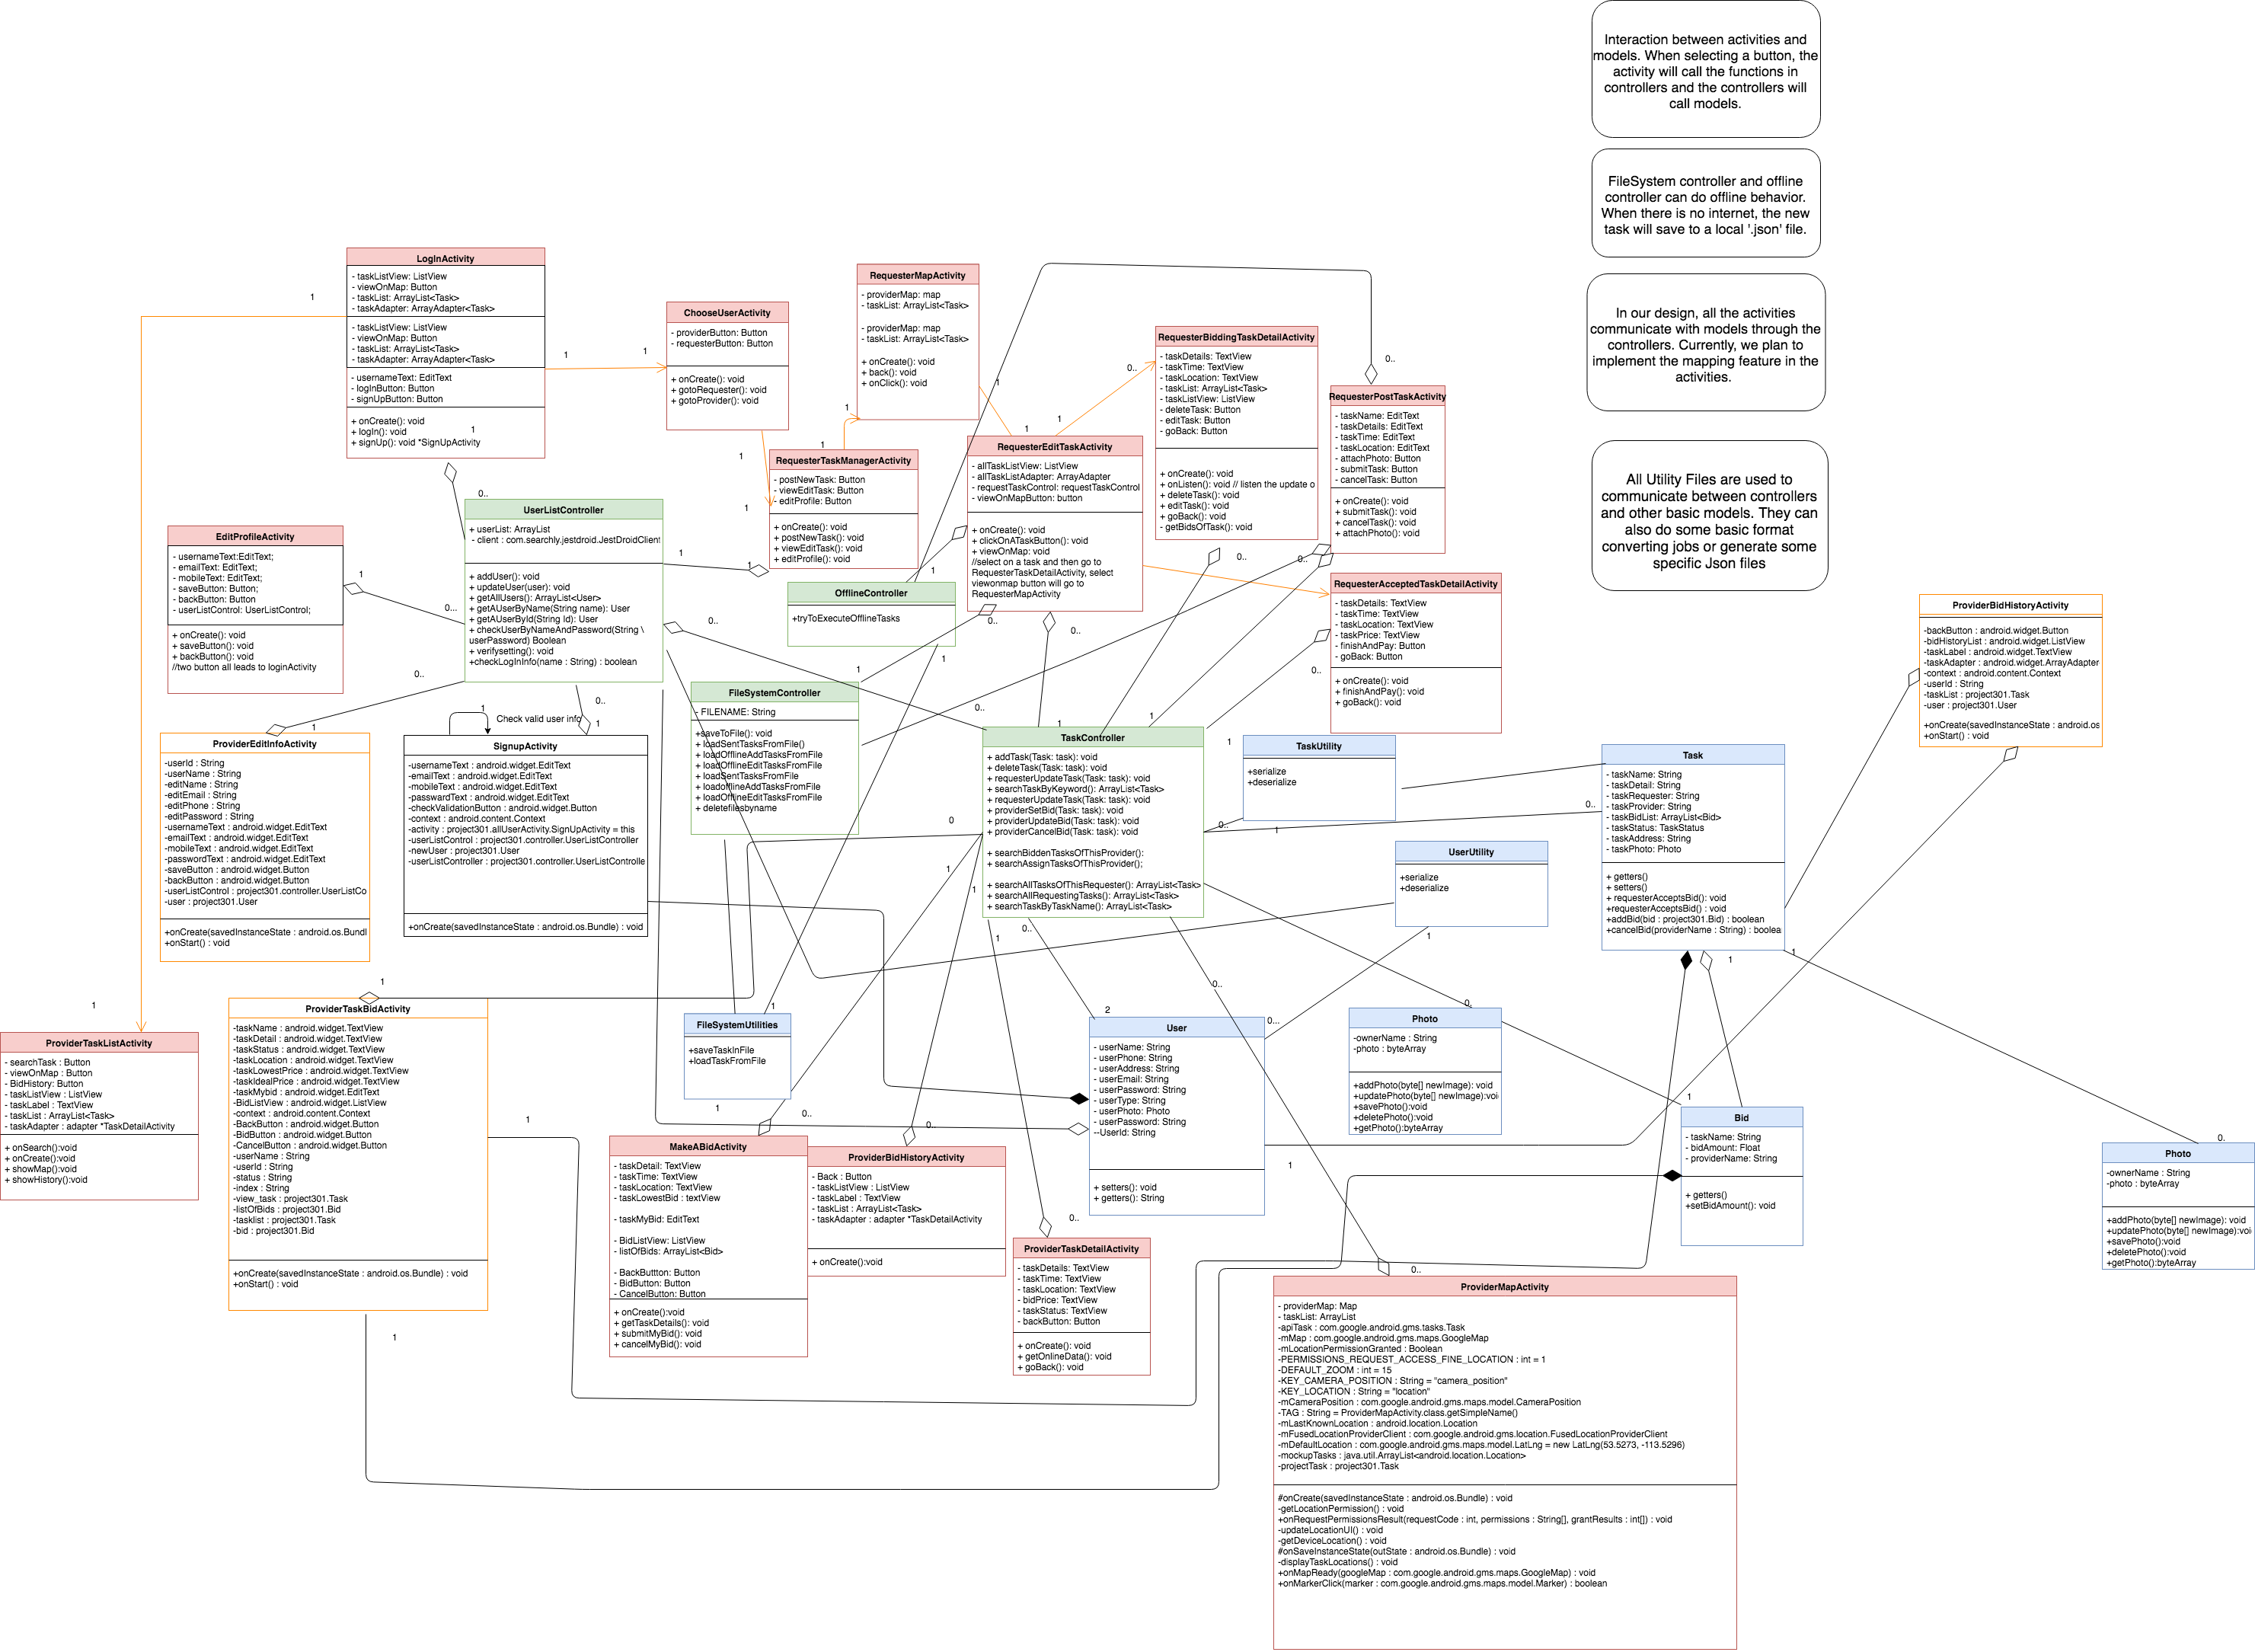 Interaction between activities and
models. When selecting a button, the
activity will call the functions in
controllers and the controllers will
call models.
FileSystem controller and offline
controller can do offline behavior.
When there is no internet, the new
task will save to a local '.json' file.
In our design, all the activities
communicate with models through the
controllers. Currently, we plan to
implement the mapping feature in the
activities.
All Utility Files are used to
communicate between controllers
and other basic models. They can
also do some basic format
converting jobs or generate some
specific Json files
LogInActivity
- taskListView: ListView
- viewOnMap: Button
- taskList: ArrayList<Task>
- taskAdapter: ArrayAdapter<Task>
- taskListView: ListView
- viewOnMap: Button
- taskList: ArrayList<Task>
- taskAdapter: ArrayAdapter<Task>
- usernameText: EditText
- logInButton: Button
- signUpButton: Button
+ onCreate(): void
+ logIn(): void
+ signUp(): void *SignUpActivity
1
1
1
1
0..
ChooseUserActivity
- providerButton: Button
- requesterButton: Button
+ onCreate(): void
+ gotoRequester(): void
+ gotoProvider(): void
1
1
1
1
RequesterMapActivity
- providerMap: map
- taskList: ArrayList<Task>
- providerMap: map
- taskList: ArrayList<Task>
+ onCreate(): void
+ back(): void
+ onClick(): void
1
1
1
0..
RequesterTaskManagerActivity
- postNewTask: Button
- viewEditTask: Button
- editProfile: Button
+ onCreate(): void
+ postNewTask(): void
+ viewEditTask(): void
+ editProfile(): void
RequesterBiddingTaskDetailActivity
- taskDetails: TextView
- taskTime: TextView
- taskLocation: TextView
- taskList: ArrayList<Task>
- taskListView: ListView
- deleteTask: Button
- editTask: Button
- goBack: Button
+ onCreate(): void
+ onListen(): void // listen the update o
+ deleteTask(): void
+ editTask(): void
+ goBack(): void
- getBidsOfTask(): void
0..
RequesterPostTaskActivity
- taskName: EditText
- taskDetails: EditText
- taskTime: EditText
- taskLocation: EditText
- attachPhoto: Button
- submitTask: Button
- cancelTask: Button
+ onCreate(): void
+ submitTask(): void
+ cancelTask(): void
+ attachPhoto(): void
0..
0..
RequesterEditTaskActivity
- allTaskListView: ListView
- allTaskListAdapter: ArrayAdapter
- requestTaskControl: requestTaskControl
- viewOnMapButton: button
+ onCreate(): void
+ clickOnATaskButton(): void
+ viewOnMap: void
//select on a task and then go to
RequesterTaskDetailActivity, select
viewonmap button will go to
RequesterMapActivity
0..
0..
RequesterAcceptedTaskDetailActivity
- taskDetails: TextView
- taskTime: TextView
- taskLocation: TextView
- taskPrice: TextView
- finishAndPay: Button
- goBack: Button
+ onCreate(): void
+ finishAndPay(): void
+ goBack(): void
0..
UserListController
+ userList: ArrayList
- client : com.searchly.jestdroid.JestDroidClient
+ addUser(): void
+ updateUser(user): void
+ getAllUsers(): ArrayList<User>
+ getAUserByName(String name): User
+ getAUserById(String Id): User
+ checkUserByNameAndPassword(String \
userPassword) Boolean
+ verifysetting(): void
+checkLogInInfo(name : String) : boolean
1
1
0..
0..
EditProfileActivity
- usernameText:EditText;
- emailText: EditText;
- mobileText: EditText;
- saveButton: Button;
- backButton: Button
- userListControl: UserListControl;
+ onCreate(): void
+ saveButton(): void
+ backButton(): void
//two button all leads to loginActivity
1
0...
0..
1
OfflineController
+tryToExecuteOfflineTasks
1
1
FileSystemController
- FILENAME: String
+saveToFile(): void
+ loadSentTasksFromFile()
+ loadOfflineAddTasksFromFile
+ loadOfflineEditTasksFromFile
+ loadSentTasksFromFile
+ loadofflineAddTasksFromFile
+ loadOfflineEditTasksFromFile
+ deletefilesbyname
1
0..
ProviderEditInfoActivity
-userId : String
-userName : String
-editName : String
-editEmail : String
-editPhone : String
-editPassword : String
-usernameText : android.widget.EditText
-emailText : android.widget.EditText
-mobileText : android.widget.EditText
-passwordText : android.widget.EditText
-saveButton : android.widget.Button
-backButton : android.widget.Button
-userListControl : project301.controller.UserListCo
-user : project301.User
+onCreate(savedInstanceState : android.os.Bundl
+onStart() : void
1
Check valid user info
1
SignupActivity
-usernameText : android.widget.EditText
-emailText : android.widget.EditText
-mobileText : android.widget.EditText
-passwardText : android.widget.EditText
-checkValidationButton : android.widget.Button
-context : android.content.Context
-activity : project301.allUserActivity.SignUpActivity = this
-userListControl : project301.controller.UserListController
-newUser : project301.User
-userListController : project301.controller.UserListControlle
+onCreate(savedInstanceState : android.os.Bundle) : void
TaskController
+ addTask(Task: task): void
+ deleteTask(Task: task): void
+ requesterUpdateTask(Task: task): void
+ searchTaskByKeyword(): ArrayList<Task>
+ requesterUpdateTask(Task: task): void
+ providerSetBid(Task: task): void
+ providerUpdateBid(Task: task): void
+ providerCancelBid(Task: task): void
+ searchBiddenTasksOfThisProvider():
+ searchAssignTasksOfThisProvider();
+ searchAllTasksOfThisRequester(): ArrayList<Task>
+ searchAllRequestingTasks(): ArrayList<Task>
+ searchTaskByTaskName(): ArrayList<Task>
1
1
1
0
1
1
1
0..
0..
1
0..
TaskUtility
+serialize
+deserialize
UserUtility
+serialize
+deserialize
1
Task
- taskName: String
- taskDetail: String
- taskRequester: String
- taskProvider: String
- taskBidList: ArrayList<Bid>
- taskStatus: TaskStatus
- taskAddress: String
- taskPhoto: Photo
+ getters()
+ setters()
+ requesterAcceptsBid(): void
+requesterAcceptsBid() : void
+addBid(bid : project301.Bid) : boolean
+cancelBid(providerName : String) : boolea
1
1
ProviderBidHistoryActivity
-backButton : android.widget.Button
-bidHistoryList : android.widget.ListView
-taskLabel : android.widget.TextView
-taskAdapter : android.widget.ArrayAdapter
-context : android.content.Context
-userId : String
-taskList : project301.Task
-user : project301.User
+onCreate(savedInstanceState : android.os
+onStart() : void
1
1
ProviderTaskBidActivity
-taskName : android.widget.TextView
-taskDetail : android.widget.TextView
-taskStatus : android.widget.TextView
-taskLocation : android.widget.TextView
-taskLowestPrice : android.widget.TextView
-taskIdealPrice : android.widget.TextView
-taskMybid : android.widget.EditText
-BidListView : android.widget.ListView
-context : android.content.Context
-BackButton : android.widget.Button
-BidButton : android.widget.Button
-CancelButton : android.widget.Button
-userName : String
-userId : String
-status : String
-index : String
-view_task : project301.Task
-listOfBids : project301.Bid
-tasklist : project301.Task
-bid : project301.Bid
+onCreate(savedInstanceState : android.os.Bundle) : void
+onStart() : void
1
1
ProviderTaskListActivity
- searchTask : Button
- viewOnMap : Button
- BidHistory: Button
- taskListView : ListView
- taskLabel : TextView
- taskList : ArrayList<Task>
- taskAdapter : adapter *TaskDetailActivity
+ onSearch():void
+ onCreate():void
+ showMap():void
+ showHistory():void
1
FileSystemUtilities
+saveTaskInFile
+loadTaskFromFile
1
0..
0..
2
User
- userName: String
- userPhone: String
- userAddress: String
- userEmail: String
- userPassword: String
- userType: String
- userPhoto: Photo
- userPassword: String
--UserId: String
+ setters(): void
+ getters(): String
0...
1
Photo
-ownerName : String
-photo : byteArray
+addPhoto(byte[] newImage): void
+updatePhoto(byte[] newImage):voi
+savePhoto():void
+deletePhoto():void
+getPhoto():byteArray
0.
1
Bid
- taskName: String
- bidAmount: Float
- providerName: String
+ getters()
+setBidAmount(): void
0.
Photo
-ownerName : String
-photo : byteArray
+addPhoto(byte[] newImage): void
+updatePhoto(byte[] newImage):voi
+savePhoto():void
+deletePhoto():void
+getPhoto():byteArray
MakeABidActivity
- taskDetail: TextView
- taskTime: TextView
- taskLocation: TextView
- taskLowestBid : textView
- taskMyBid: EditText
- BidListView: ListView
- listOfBids: ArrayList<Bid>
- BackButtton: Button
- BidButton: Button
- CancelButton: Button
+ onCreate():void
+ getTaskDetails(): void
+ submitMyBid(): void
+ cancelMyBid(): void
ProviderBidHistoryActivity
- Back : Button
- taskListView : ListView
- taskLabel : TextView
- taskList : ArrayList<Task>
- taskAdapter : adapter *TaskDetailActivity
+ onCreate():void
0..
ProviderTaskDetailActivity
- taskDetails: TextView
- taskTime: TextView
- taskLocation: TextView
- bidPrice: TextView
- taskStatus: TextView
- backButton: Button
+ onCreate(): void
+ getOnlineData(): void
+ goBack(): void
0..
ProviderMapActivity
- providerMap: Map
- taskList: ArrayList
-apiTask : com.google.android.gms.tasks.Task
-mMap : com.google.android.gms.maps.GoogleMap
-mLocationPermissionGranted : Boolean
-PERMISSIONS_REQUEST_ACCESS_FINE_LOCATION : int = 1
-DEFAULT_ZOOM : int = 15
-KEY_CAMERA_POSITION : String = "camera_position"
-KEY_LOCATION : String = "location"
-mCameraPosition : com.google.android.gms.maps.model.CameraPosition
-TAG : String = ProviderMapActivity.class.getSimpleName()
-mLastKnownLocation : android.location.Location
-mFusedLocationProviderClient : com.google.android.gms.location.FusedLocationProviderClient
-mDefaultLocation : com.google.android.gms.maps.model.LatLng = new LatLng(53.5273, -113.5296)
-mockupTasks : java.util.ArrayList<android.location.Location>
-projectTask : project301.Task
#onCreate(savedInstanceState : android.os.Bundle) : void
-getLocationPermission() : void
+onRequestPermissionsResult(requestCode : int, permissions : String[], grantResults : int[]) : void
-updateLocationUI() : void
-getDeviceLocation() : void
#onSaveInstanceState(outState : android.os.Bundle) : void
-displayTaskLocations() : void
+onMapReady(googleMap : com.google.android.gms.maps.GoogleMap) : void
+onMarkerClick(marker : com.google.android.gms.maps.model.Marker) : boolean